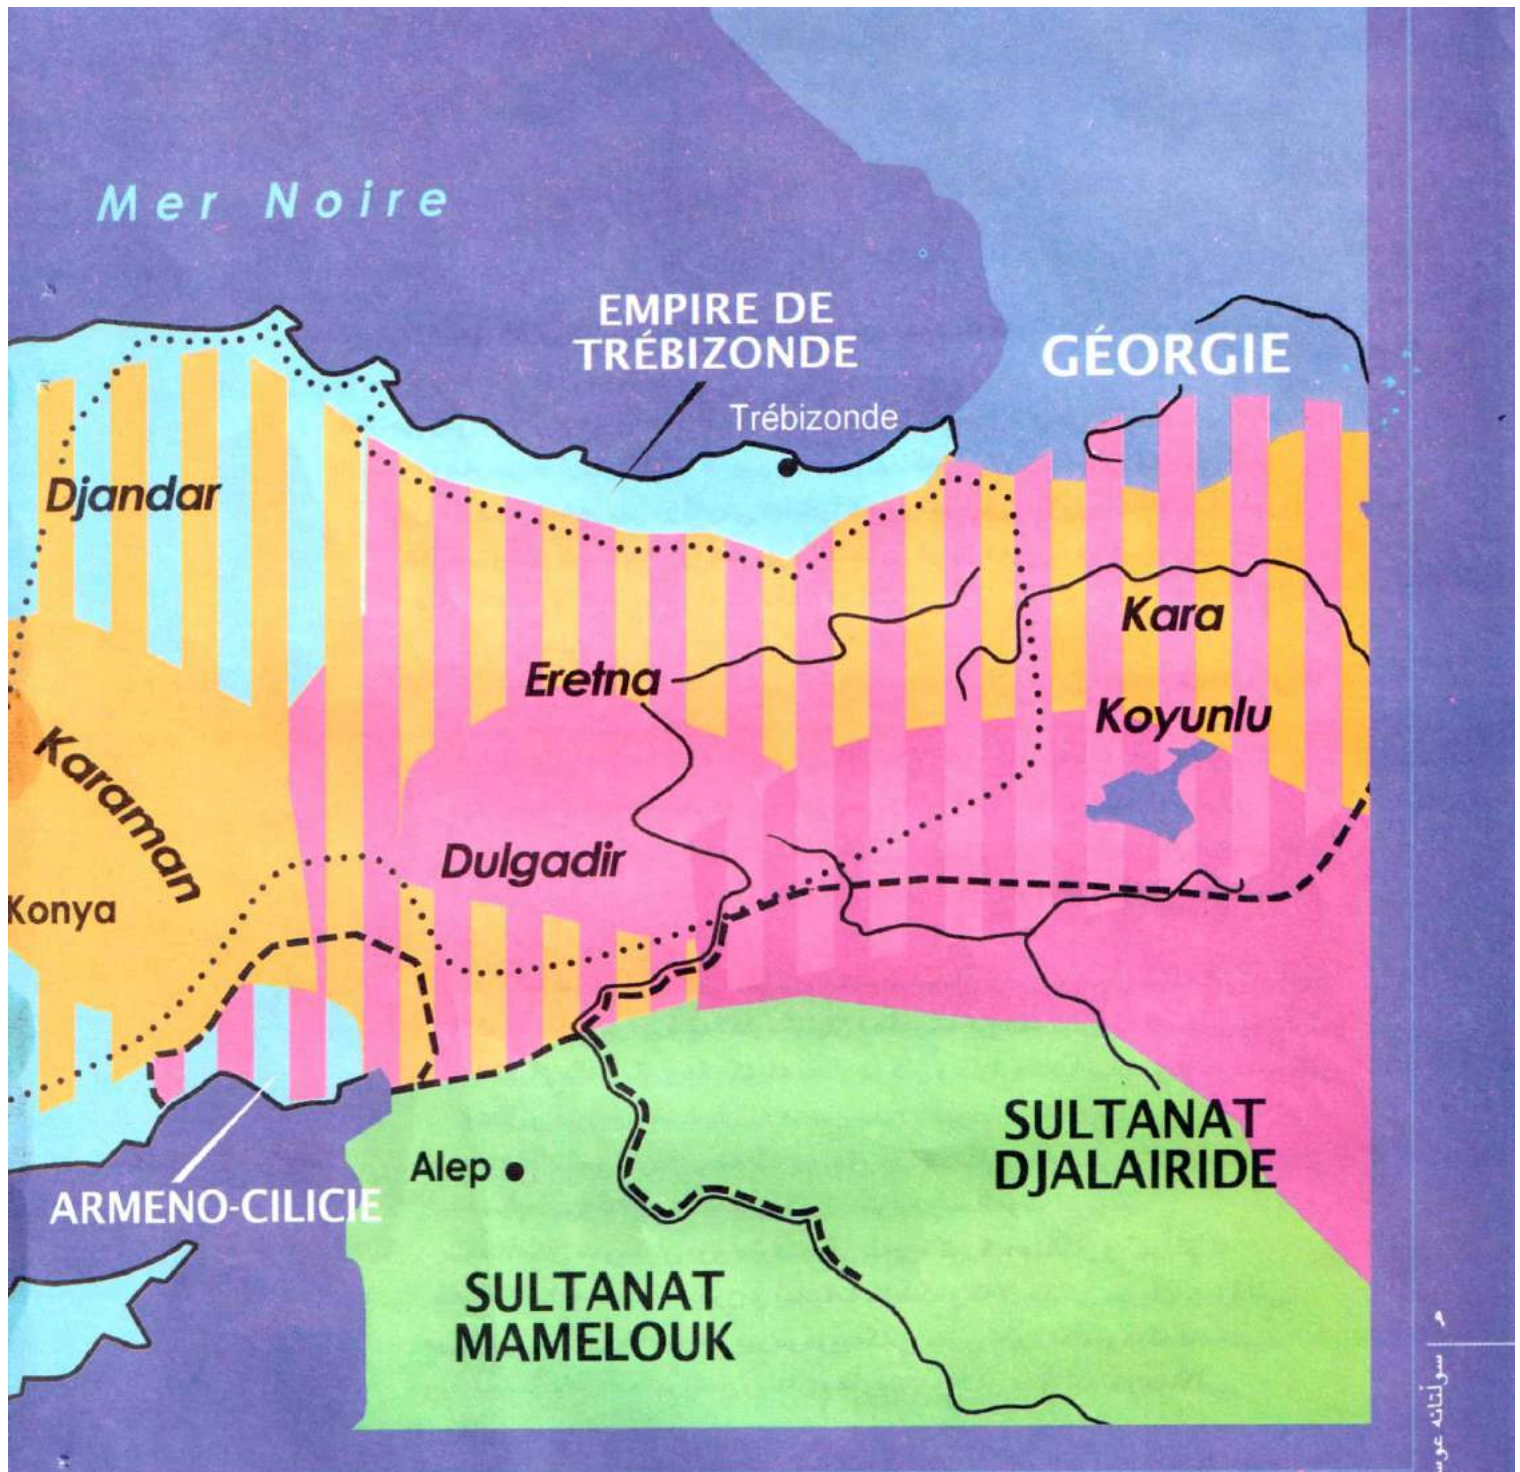 Mer Noire
EMPIRE DE
TRÉBIZONDE
GÉORGIE
Trébizonde
Djandar
Kara
Eretna
Koyunlu
Karaman
Dulgadir
Konya
SULTANAT
DJALAIRIDE
Alep
ARMENO-CILICIE
SULTANAT
MAMELOUK